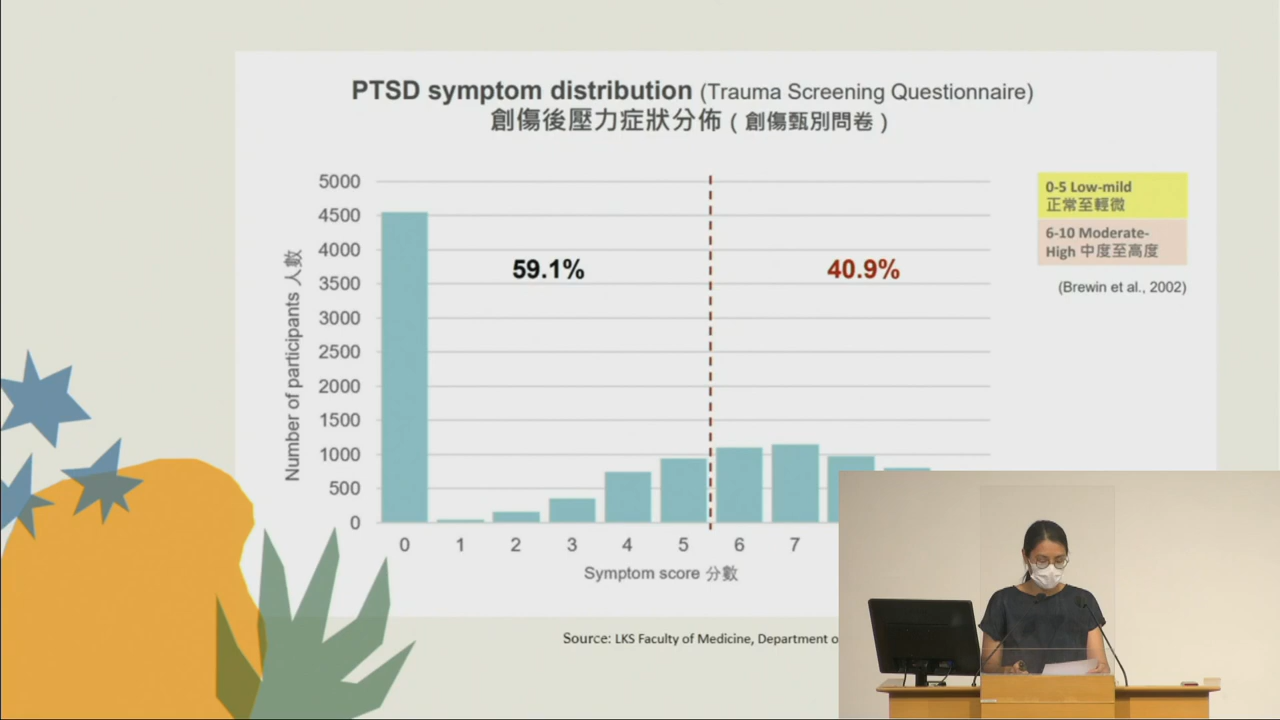 PTSD symptom distribution (Trauma Screening Questionnaire)
創傷後壓力症狀分佈 ( 創傷甄別問卷 )
5000
4500
4000
3500
3000
2500
2000
1500
1000
500
0
Number of participants 人數
59.1%
40.9%
0-5 Low-mild
正常至輕微
6-10 Moderate-
High 中度至高度
(Brewin et al., 2002)
0 1 2 3 4 5 6 7
Symptom score 分數
Source: LKS Faculty of Medicine, Department o